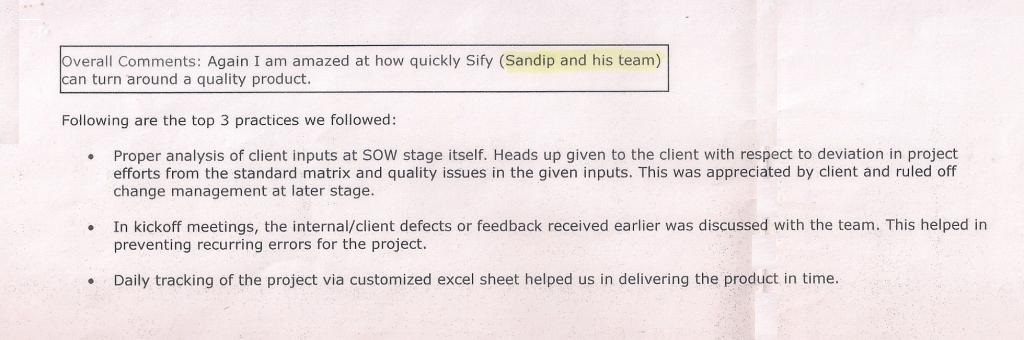 Overall Comments: Again I am amazed at how quickly Sify (Sandip and his team)
can turn around a quality product.
Following are the top 3 practices we followed:
• Proper analysis of client inputs at SOW stage itself. Heads up given to the client with respect to deviation in project
efforts from the standard matrix and quality issues in the given inputs. This was appreciated by client and ruled off
change management at later stage.
• In kickoff meetings, the internal/client defects or feedback received earlier was discussed with the team. This helped in
preventing recurring errors for the project.
• Daily tracking of the project via customized excel sheet helped us in delivering the product in time.